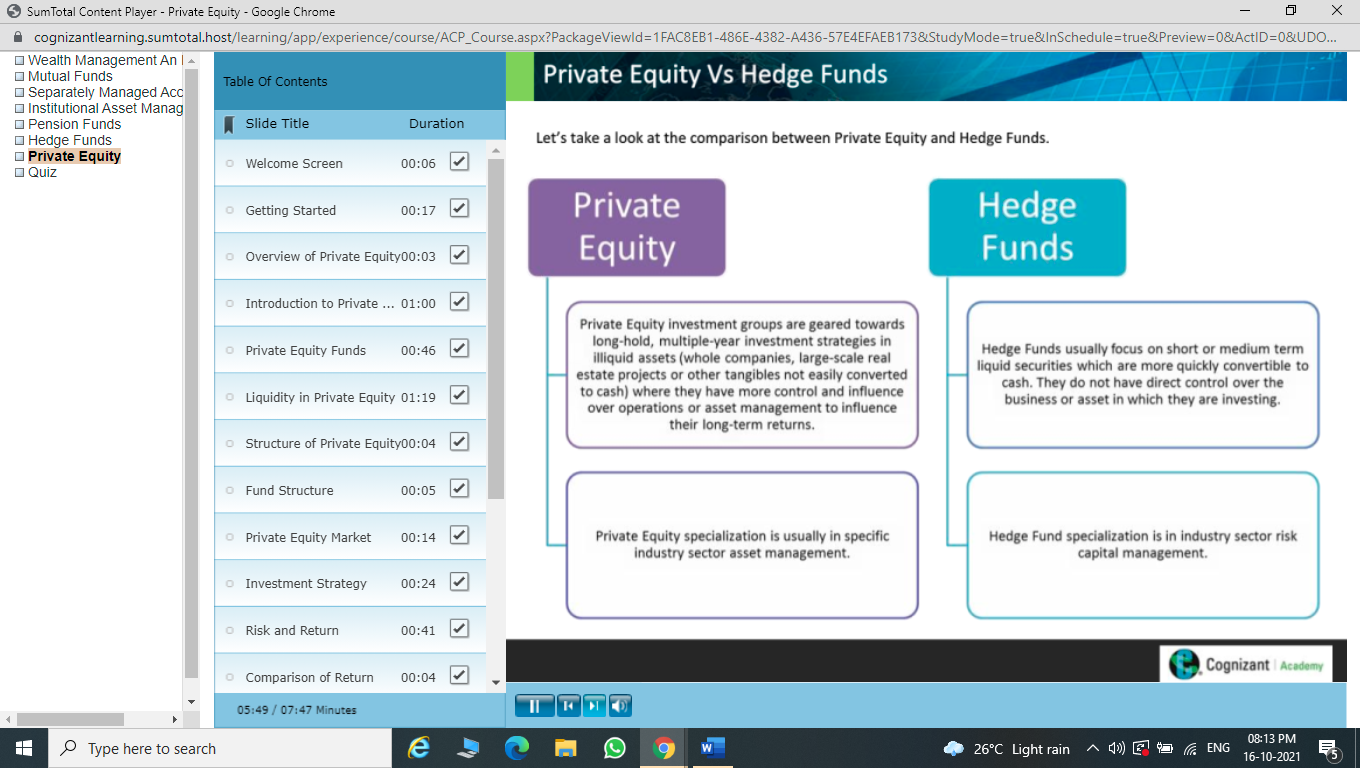 SumTotal Content Player - Private Equity - Google Chrome
cognizantlearning.sumtotal.host/learning/app/experience/course/ACP_Course.aspx?PackageViewId=1FAC8EB1-486E-4382-A436-57E4EFAEB173&StudyMode=true&InSchedule=true&Preview=0&ActID=0&UDO...
Wealth Management An
Mutual Funds
Separately Managed Acc
Institutional Asset Manag
Pension Funds
Hedge Funds
Private Equity
Quiz
Table Of Contents
Slide Title Duration
Welcome Screen 00:06
Getting Started 00:17
Overview of Private Equity 00:03
Introduction to Private ... 01:00
Private Equity Funds 00:46
Liquidity in Private Equity 01:19
Structure of Private Equity 00:04
Fund Structure 00:05
Private Equity Market 00:14
Investment Strategy 00:24
Risk and Return 00:41
Comparison of Return 00:04
05:49 / 07:47 Minutes
Private Equity Vs Hedge Funds
Let's take a look at the comparison between Private Equity and Hedge Funds.
Private
Equity
Private Equity investment groups are geared towards
long-hold, multiple-year investment strategies in
illiquid assets (whole companies, large-scale real
estate projects or other tangibles not easily converted
to cash) where they have more control and influence
over operations or asset management to influence
their long-term returns.
Private Equity specialization is usually in specific
industry sector asset management.
Hedge
Funds
Hedge Funds usually focus on short or medium term
liquid securities which are more quickly convertible to
cash. They do not have direct control over the
business or asset in which they are investing.
Hedge Fund specialization is in industry sector risk
capital management.
Cognizant | Academy
Type here to search
26°C Light rain
ENG
08:13 PM
16-10-2021
5